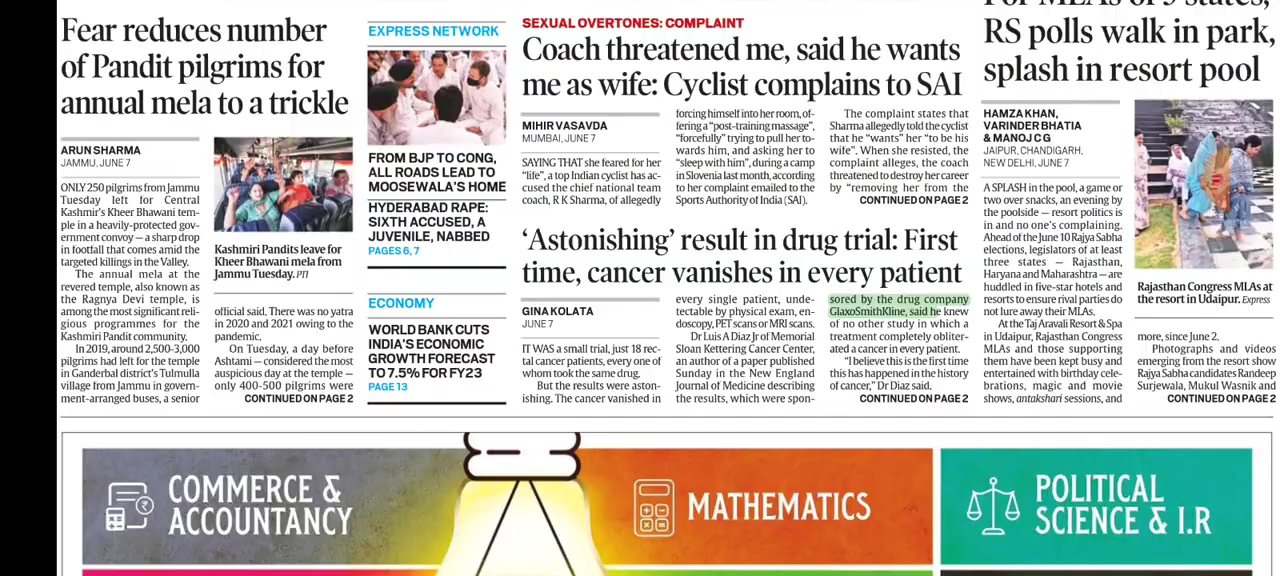 Fear reduces number
of Pandit pilgrims for
annual mela to a trickle
ARUN SHARMA
JAMMU, JUNE 7
ONLY 250 pilgrims from Jammu
Tuesday left for Central
Kashmir's Kheer Bhawani tem-
ple in a heavily-protected gov-
ernment convoy — a sharp drop
in footfall that comes amid the
targeted killings in the Valley.
The annual mela at the
revered temple, also known as
the Ragnya Devi temple, is
among the most significant reli-
gious programmes for the
Kashmiri Pandit community.
In 2019, around 2,500-3,000
pilgrims had left for the temple
in Ganderbal district's Tulmulla
village from Jammu in govern-
ment-arranged buses, a senior
Kashmiri Pandits leave for
Kheer Bhawani mela from
Jammu Tuesday. PTI
official said. There was no yatra
in 2020 and 2021 owing to the
pandemic.
On Tuesday, a day before
Ashtami — considered the most
auspicious day at the temple —
only 400-500 pilgrims were
CONTINUED ON PAGE 2
EXPRESS NETWORK
FROM BJP TO CONG,
ALL ROADS LEAD TO
MOOSEWALA'S HOME
HYDERABAD RAPE:
SIXTH ACCUSED, A
JUVENILE, NABBED
PAGES 6, 7
ECONOMY
WORLD BANK CUTS
INDIA'S ECONOMIC
GROWTH FORECAST
TO 7.5% FOR FY23
PAGE 13
SEXUAL OVERTONES: COMPLAINT
Coach threatened me, said he wants
me as wife: Cyclist complains to SAI
MIHIR VASAVDA
MUMBAI, JUNE 7
SAYING THAT she feared for her
"life", a top Indian cyclist has ac-
cused the chief national team
coach, R K Sharma, of allegedly
forcing himself into her room, of-
fering a "post-training massage",
"forcefully" trying to pull her to-
wards him, and asking her to
"sleep with him", during a camp
in Slovenia last month, according
to her complaint emailed to the
Sports Authority of India (SAI).
The complaint states that
Sharma allegedly told the cyclist
that he "wants" her "to be his
wife". When she resisted, the
complaint alleges, the coach
threatened to destroy her career
by "removing her from the
CONTINUED ON PAGE 2
'Astonishing' result in drug trial: First
time, cancer vanishes in every patient
GINA KOLATA
JUNE 7
IT WAS a small trial, just 18 rec-
tal cancer patients, every one of
whom took the same drug.
But the results were aston-
ishing. The cancer vanished in
every single patient, unde-
tectable by physical exam, en-
doscopy, PET scans or MRI scans.
Dr Luis A Diaz Jr of Memorial
Sloan Kettering Cancer Center,
an author of a paper published
Sunday in the New England
Journal of Medicine describing
the results, which were spon-
sored by the drug company
GlaxoSmithKline, said he knew
of no other study in which a
treatment completely obliter-
ated a cancer in every patient.
"I believe this is the first time
this has happened in the history
of cancer," Dr Diaz said.
CONTINUED ON PAGE 2
RS polls walk in park,
splash in resort pool
HAMZA KHAN,
VARINDER BHATIA
& MANOJ C G
JAIPUR, CHANDIGARH,
NEW DELHI, JUNE 7
A SPLASH in the pool, a game or
two over snacks, an evening by
the poolside — resort politics is
in and no one's complaining.
Ahead of the June 10 Rajya Sabha
elections, legislators of at least
three states — Rajasthan,
Haryana and Maharashtra — are
huddled in five-star hotels and
resorts to ensure rival parties do
not lure away their MLAs.
At the Taj Aravali Resort & Spa
in Udaipur, Rajasthan Congress
MLAs and those supporting
them have been kept busy and
entertained with birthday cele-
brations, magic and movie
shows, antakshari sessions, and
Rajasthan Congress MLAs at
the resort in Udaipur. Express
more, since June 2.
Photographs and videos
emerging from the resort show
Rajya Sabha candidates Randeep
Surjewala, Mukul Wasnik and
CONTINUED ON PAGE 2
COMMERCE &
ACCOUNTANCY
MATHEMATICS
POLITICAL
SCIENCE & I.R